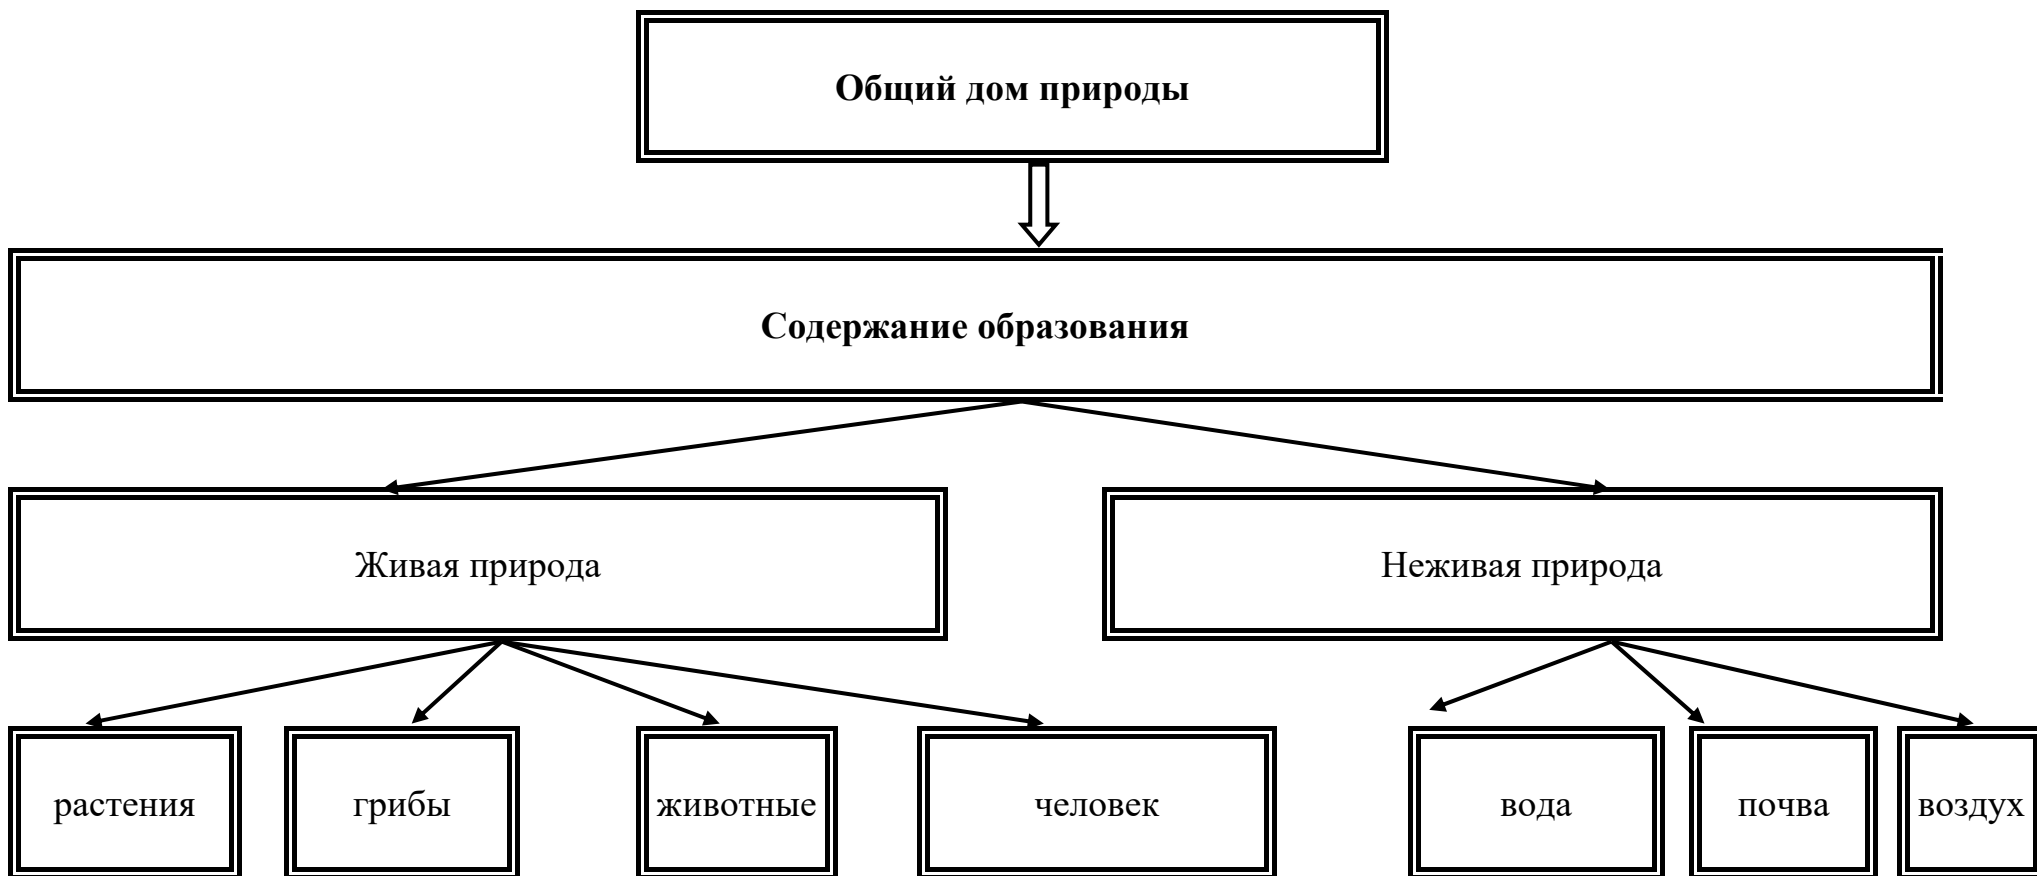 Общий дом природы
Содержание образования
Живая природа
Неживая природа
растения
грибы
животные
человек
вода
почва
воздух